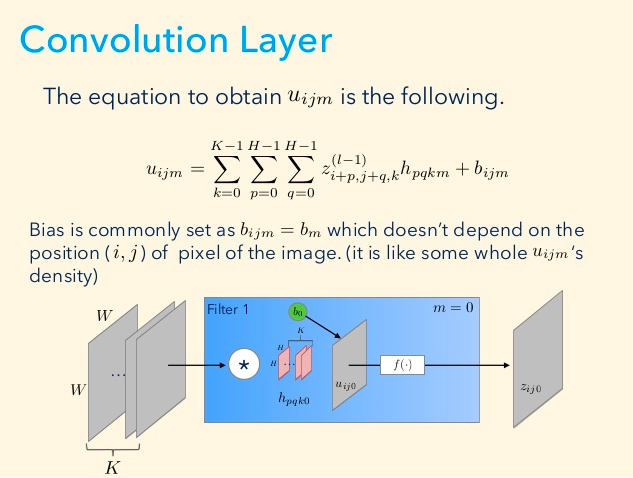 Convolution Layer
The equation to obtain u_{ijm} is the following.
u_{ijm} = \sum_{k=0}^{K-1} \sum_{p=0}^{H-1} \sum_{q=0}^{H-1} z^{(l-1)}_{i+p,j+q,k} h_{pqkm} + b_{ijm}
Bias is commonly set as b_{ijm} = b_m which doesn't depend on the
position ( i, j ) of pixel of the image. (it is like some whole u_{ijm}'s
density)
W
W
...
K
Filter 1
b_0
m = 0
*
K
H
H
...
h_{pqk0}
u_{ij0}
f(·)
z_{ij0}